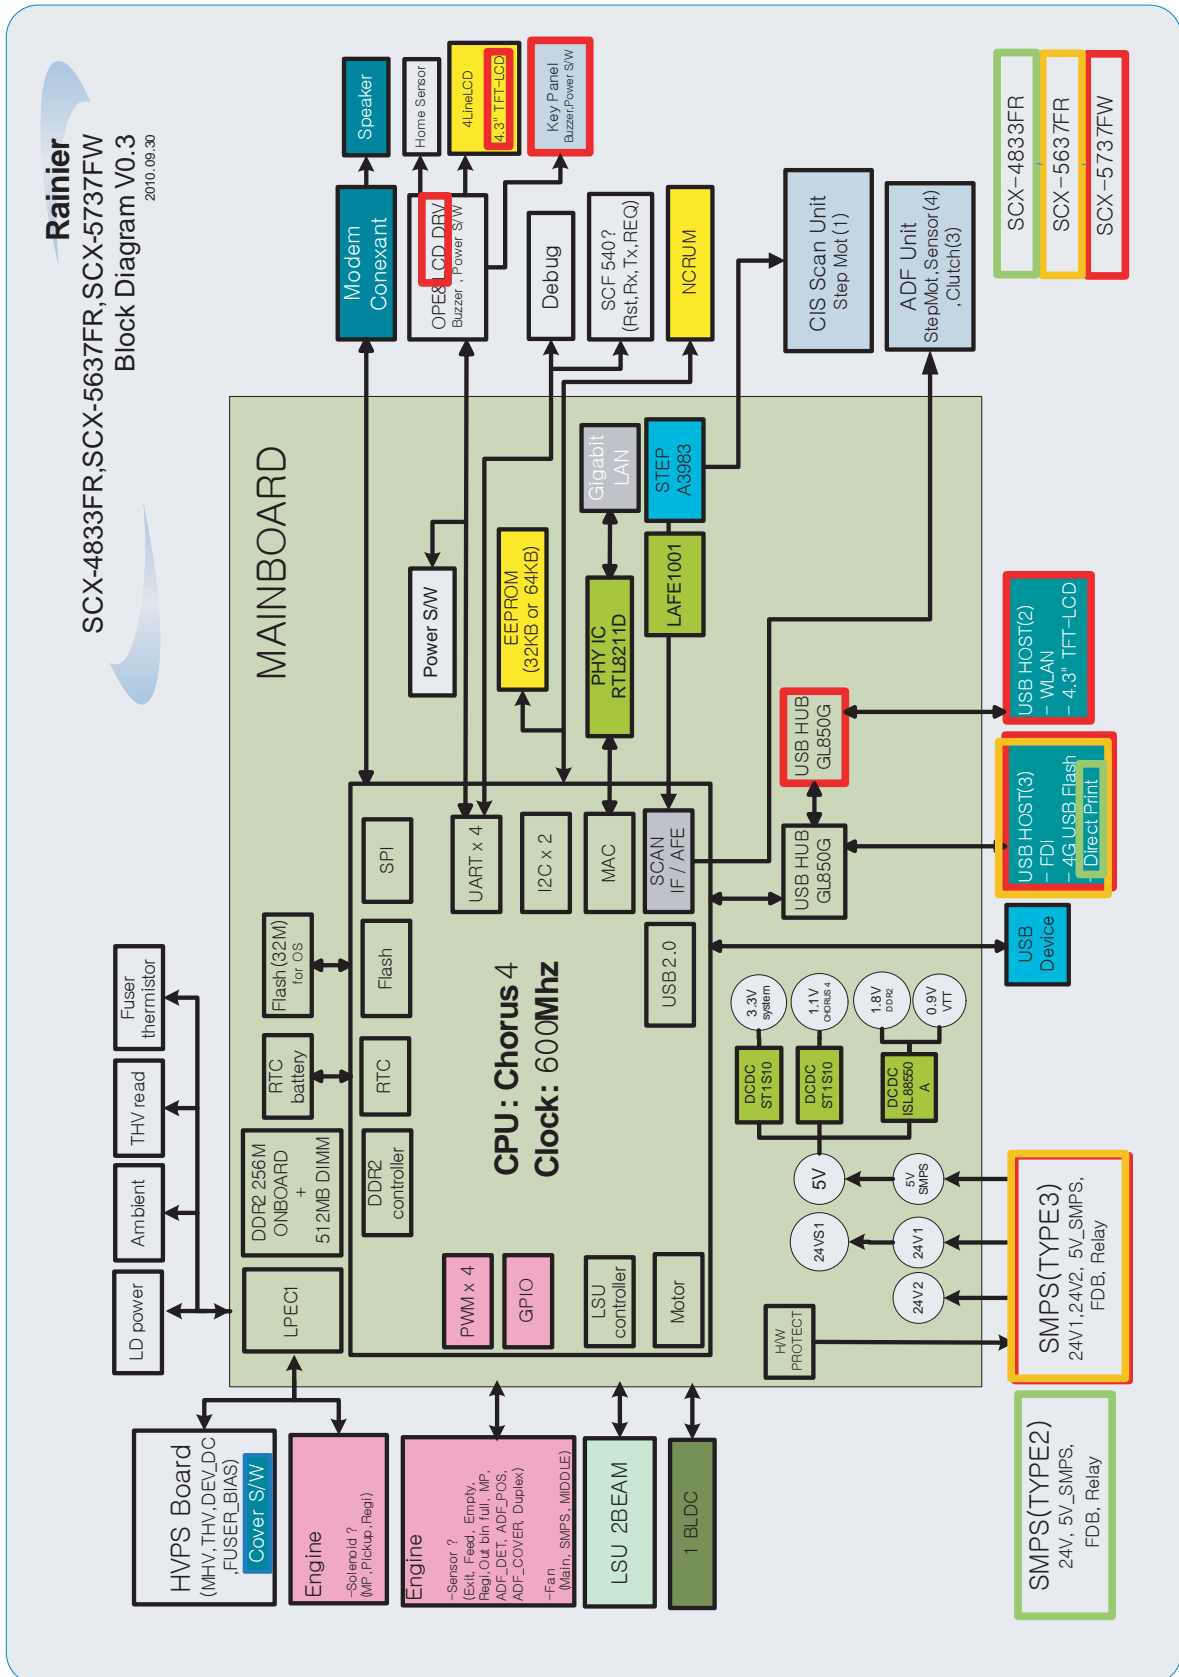 Rainier
SCX-4833FR,SCX-5637FR,SCX-5737FW
Block Diagram V0.3
2010.09.30
HVPS Board
(MHV,THV,DEV_DC
,FUSER_BIAS)
Cover S/W
Engine
-Solenoid ?
(MP,Pickup,Regi)
Engine
-Sensor ?
(Exit, Feed, Empty,
Regi,Out bin full, MP,
ADF_DET, ADF_POS,
ADF_COVER, Duplex)
-Fan
(Main, SMPS, MIDDLE)
LSU 2BEAM
1 BLDC
SMPS(TYPE2)
24V, 5V_SMPS,
FDB, Relay
LD power
Ambient
THV read
Fuser
thermistor
MAINBOARD
LPEC1
DDR2 256M
ONBOARD
+
512MB DIMM
RTC
battery
Flash(32M)
for OS
DDR2
controller
RTC
Flash
SPI
PWM x 4
GPIO
LSU
controller
Motor
CPU : Chorus 4
Clock : 600Mhz
UART x 4
I2C x 2
MAC
SCAN
IF / AFE
USB2.0
Power S/W
EEPROM
(32KB or 64KB)
PHY IC
RTL8211D
Gigabit
LAN
LAFE1001
STEP
A3983
USB HUB
GL850G
USB HUB
GL850G
H/W
PROTECT
24VS1
24V2
24V1
5V
5V
SMPS
DCDC
ST1S10
DCDC
ST1S10
DCDC
ISL88550
A
3.3V
system
1.1V
CHORUS 4
1.8V
DDR2
0.9V
VTT
SMPS(TYPE3)
24V1,24V2, 5V_SMPS,
FDB, Relay
USB
Device
USB HOST(3)
- FDI
- 4G USB Flash
- Direct Print
USB HOST(2)
- WLAN
- 4.3" TFT-LCD
Modem
Conexant
Speaker
OPE&LCD DRV
Buzzer , Power S/W
Home Sensor
4LineLCD
4.3" TFT-LCD
Key Panel
Buzzer,Power S/W
Debug
SCF 540?
(Rst,Rx,Tx,REQ)
NCRUM
CIS Scan Unit
Step Mot(1)
ADF Unit
StepMot,Sensor(4)
,Clutch(3)
SCX-4833FR
SCX-5637FR
SCX-5737FW